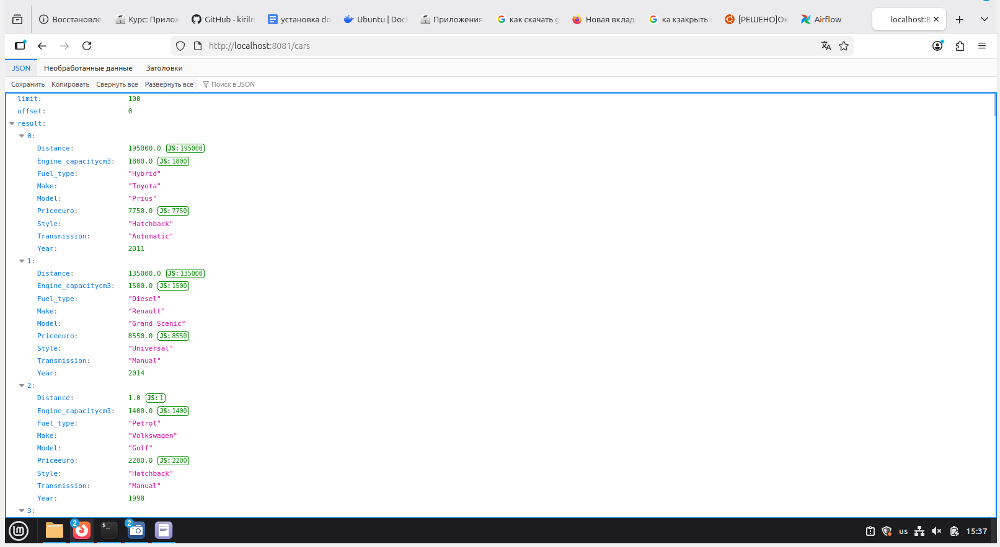 Восстановле
Курс: Прилож
GitHub - kiriln
установка do
Ubuntu | Dock
Приложения
как скачать g
Новая вклад
ка кзакрыть
[РЕШЕНО]Ок
Airflow
localhost:8
http://localhost:8081/cars
JSON Необработанные данные Заголовки
Сохранить Копировать Свернуть все Развернуть все Поиск в JSON
limit: 100
offset: 0
result:
0:
Distance: 195000.0 JS:195000
Engine_capacitycm3: 1800.0 JS:1800
Fuel_type: "Hybrid"
Make: "Toyota"
Model: "Prius"
Priceeuro: 7750.0 JS:7750
Style: "Hatchback"
Transmission: "Automatic"
Year: 2011
1:
Distance: 135000.0 JS:135000
Engine_capacitycm3: 1500.0 JS:1500
Fuel_type: "Diesel"
Make: "Renault"
Model: "Grand Scenic"
Priceeuro: 8550.0 JS:8550
Style: "Universal"
Transmission: "Manual"
Year: 2014
2:
Distance: 1.0 JS:1
Engine_capacitycm3: 1400.0 JS:1400
Fuel_type: "Petrol"
Make: "Volkswagen"
Model: "Golf"
Priceeuro: 2200.0 JS:2200
Style: "Hatchback"
Transmission: "Manual"
Year: 1998
3:
2 $_ 2 us 15:37